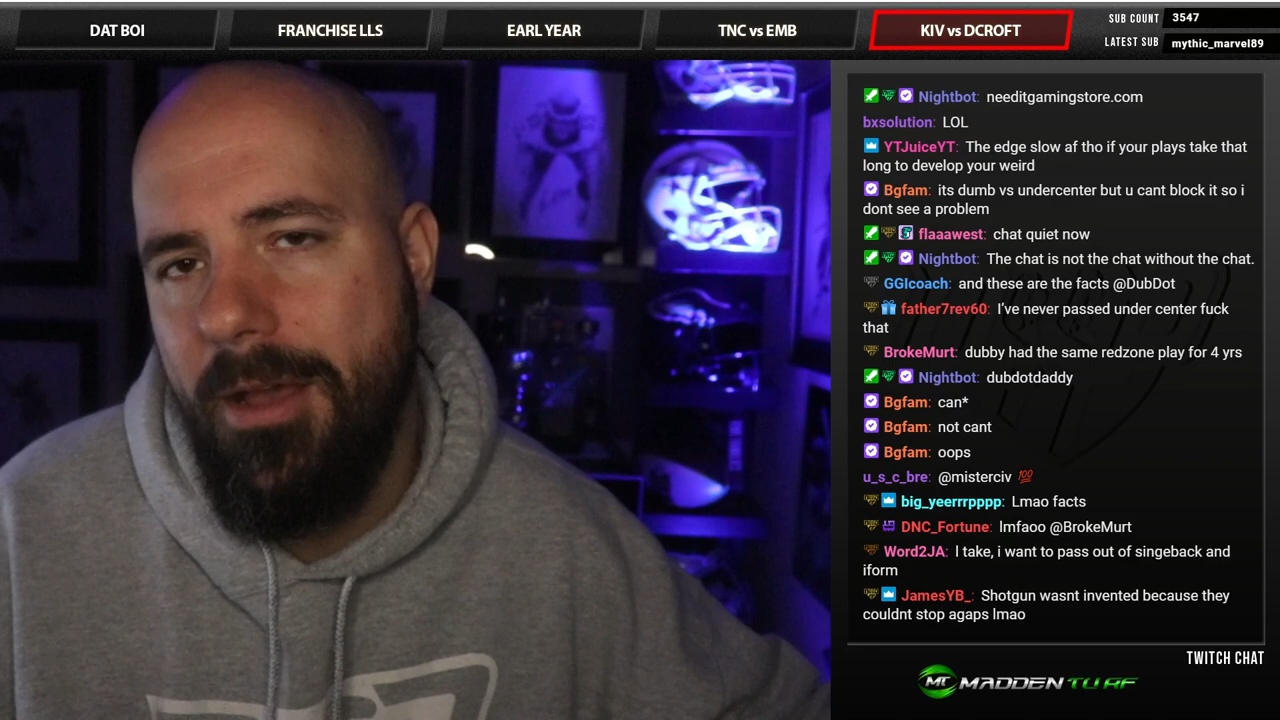 DAT BOI
FRANCHISE LLS
EARL YEAR
TNC vs EMB
KIV vs DCROFT
SUB COUNT 3547
LATEST SUB mythic_marvel89
Nightbot: needitgamingstore.com
bxsolution: LOL
YTJuiceYT: The edge slow af tho if your plays take that
long to develop your weird
Bgfam: its dumb vs undercenter but u cant block it so i
dont see a problem
flaaawest: chat quiet now
Nightbot: The chat is not the chat without the chat.
GGIcoach: and these are the facts @DubDot
father7rev60: I've never passed under center fuck
that
BrokeMurt: dubby had the same redzone play for 4 yrs
Nightbot: dubdotdaddy
Bgfam: can*
Bgfam: not cant
Bgfam: oops
u_s_c_bre: @misterciv 💯
big_yeerrrpppp: Lmao facts
DNC_Fortune: lmfaoo @BrokeMurt
Word2JA: I take, i want to pass out of singeback and
iform
JamesYB_: Shotgun wasnt invented because they
couldnt stop agaps lmao
TWITCH CHAT
MT MADDEN TURF